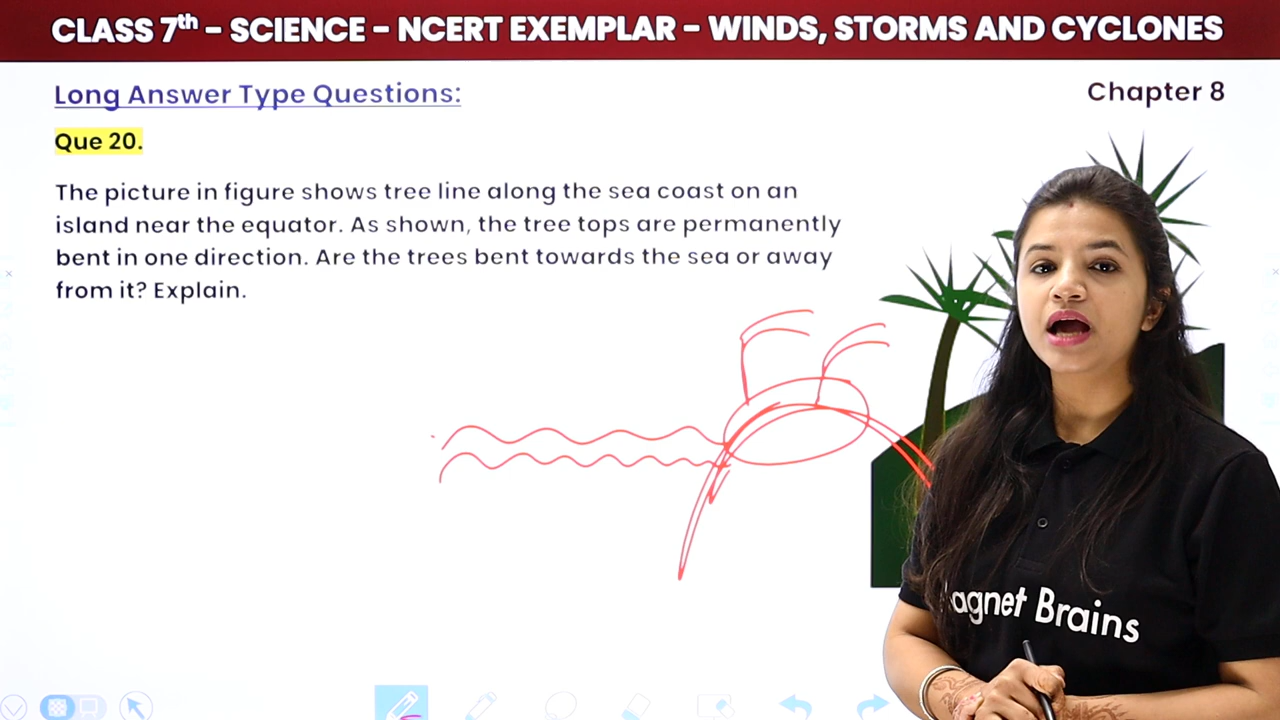 CLASS 7th – SCIENCE – NCERT EXEMPLAR – WINDS, STORMS AND CYCLONES
Long Answer Type Questions:
Chapter 8
Que 20.
The picture in figure shows tree line along the sea coast on an
island near the equator. As shown, the tree tops are permanently
bent in one direction. Are the trees bent towards the sea or away
from it? Explain.
agnet Brains